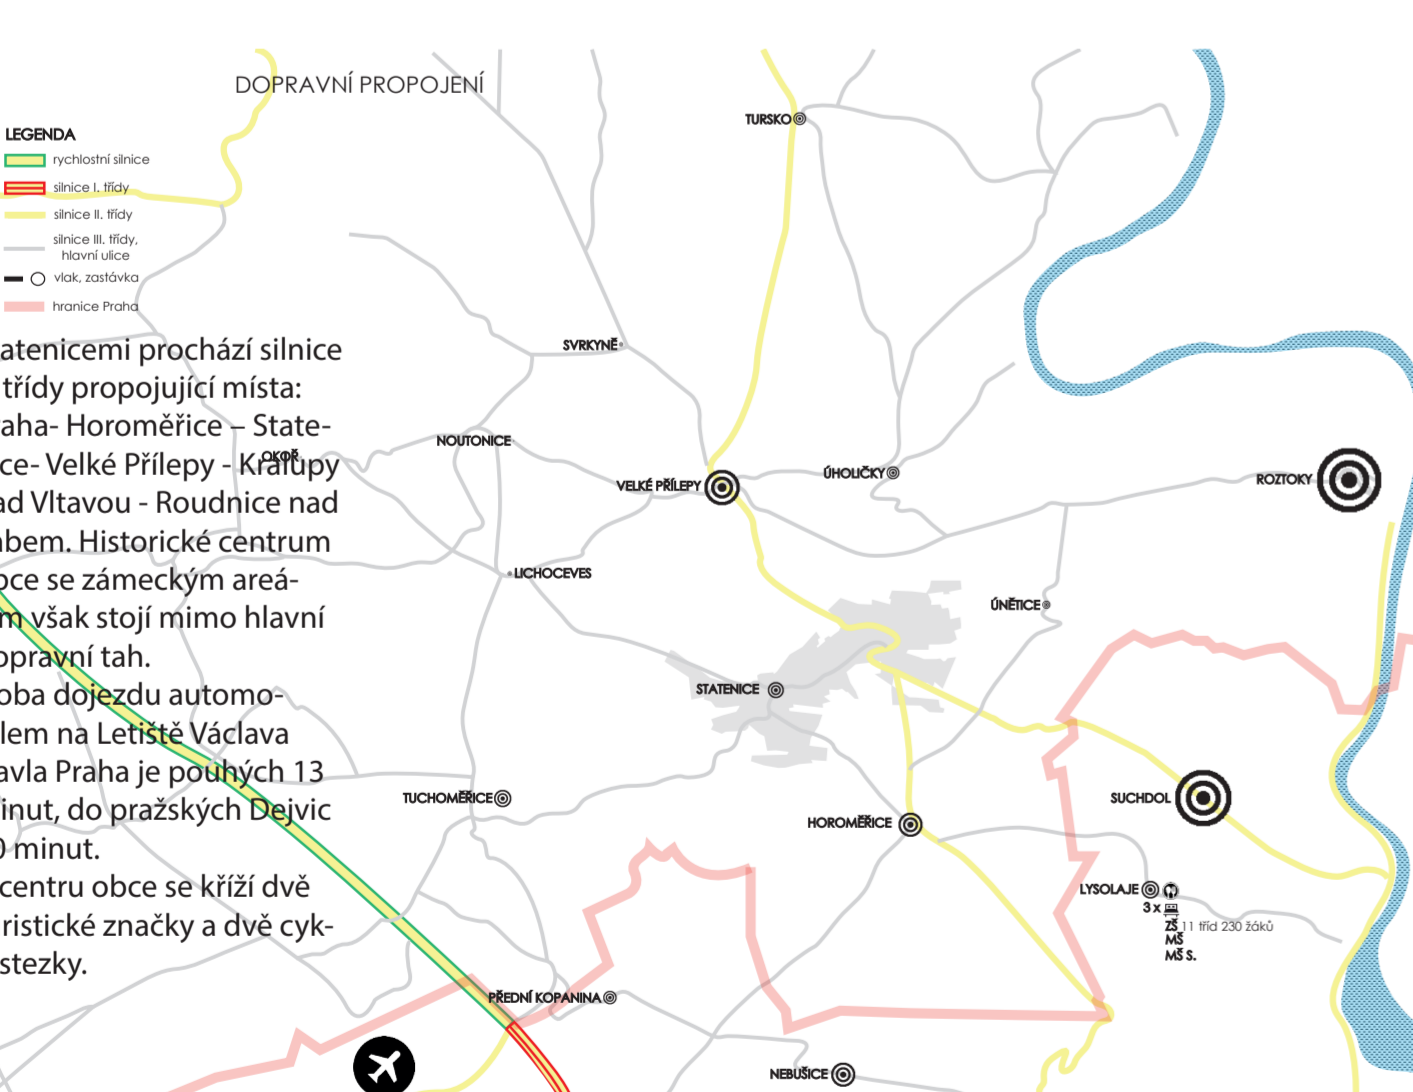 DOPRAVNÍ PROPOJENÍ
LEGENDA
rychlostní silnice
silnice I. třídy
silnice II. třídy
silnice III. třídy,
hlavní ulice
vlak, zastávka
hranice Praha
atenicemi prochází silnice
třídy propojující místa:
raha- Horoměřice – State-
ce- Velké Přílepy - Kralupy
ad Vltavou - Roudnice nad
abem. Historické centrum
bce se zámeckým areá-
m však stojí mimo hlavní
opravní tah.
oba dojezdu automo-
lem na Letiště Václava
avla Praha je pouhých 13
inut, do pražských Dejvic
0 minut.
centru obce se kříží dvě
ristické značky a dvě cyk-
stezky.
TURSKO
SVRKYNĚ
NOUTONICE
OKOŘ
VELKÉ PŘÍLEPY
ÚHOLIČKY
ROZTOKY
LICHOCEVES
ÚNĚTICE
STATENICE
TUCHOMĚŘICE
SUCHDOL
HOROMĚŘICE
LYSOLAJE
3 x
ZŠ 11 tříd 230 žáků
MŠ
MŠ S.
PŘEDNÍ KOPANINA
NEBUŠICE